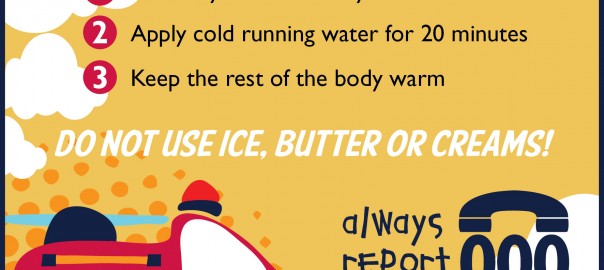 2 Apply cold running water for 20 minutes
3 Keep the rest of the body warm
DO NOT USE ICE, BUTTER OR CREAMS!
always
REPORT 000